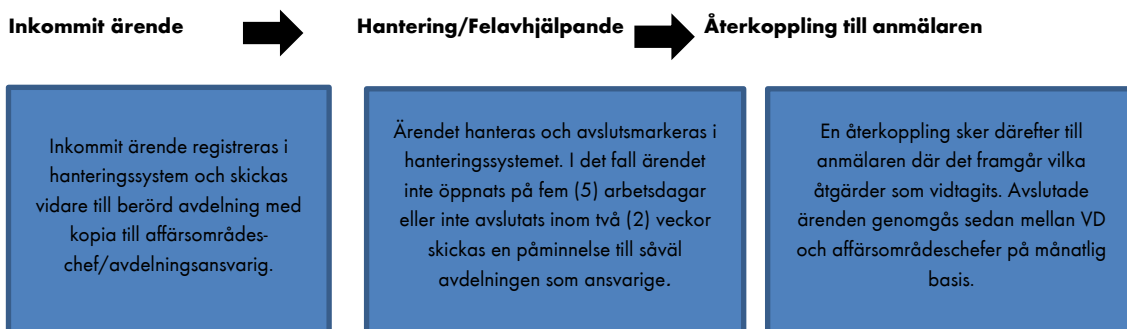 Inkommit ärende
Hantering/Felavhjälpande
Återkoppling till anmälaren
Inkommit ärende registreras i
hanteringssystem och skickas
vidare till berörd avdelning med
kopia till affärsområdes-
chef/avdelningsansvarig.
Ärendet hanteras och avslutsmarkeras i
hanteringssystemet. I det fall ärendet
inte öppnats på fem (5) arbetsdagar
eller inte avslutats inom två (2) veckor
skickas en påminnelse till såväl
avdelningen som ansvarige.
En återkoppling sker därefter till
anmälaren där det framgår vilka
åtgärder som vidtagits. Avslutade
ärenden genomgås sedan mellan VD
och affärsområdeschefer på månatlig
basis.